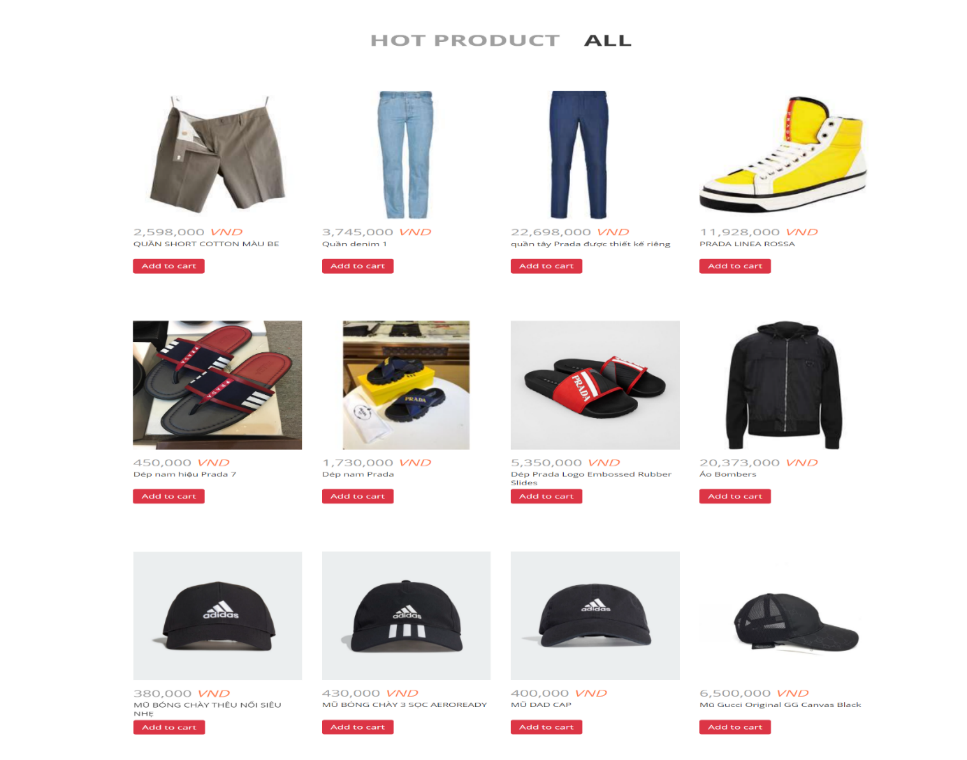 HOT PRODUCT ALL
2,598,000 VND
QUẦN SHORT COTTON MÀU BE
Add to cart
3,745,000 VND
Quần denim 1
Add to cart
22,698,000 VND
quần tây Prada được thiết kế riêng
Add to cart
11,928,000 VND
PRADA LINEA ROSSA
Add to cart
450,000 VND
Dép nam hiệu Prada 7
Add to cart
PRADA
1,730,000 VND
Dép nam Prada
Add to cart
PRADA
5,350,000 VND
Dép Prada Logo Embossed Rubber
Slides
Add to cart
20,373,000 VND
Áo Bombers
Add to cart
adidas
380,000 VND
MŨ BÓNG CHÀY THÊU NỔI SIÊU
NHẸ
Add to cart
adidas
430,000 VND
MŨ BÓNG CHÀY 3 SỌC AEROREADY
Add to cart
adidas
400,000 VND
MŨ DAD CAP
Add to cart
6,500,000 VND
Mũ Gucci Original GG Canvas Black
Add to cart